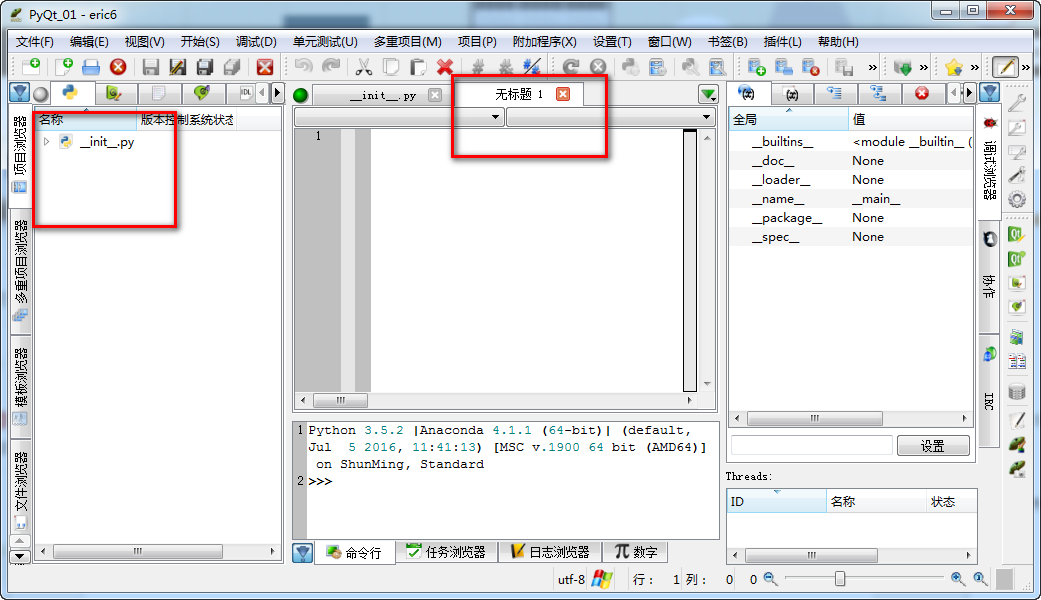 PyQt_01 - eric6
文件(F) 编辑(E) 视图(V) 开始(S) 调试(D) 单元测试(U) 多重项目(M) 项目(P) 附加程序(X) 设置(T) 窗口(W) 书签(B) 插件(L) 帮助(H)
IDL
__init__.py 无标题 1
名称 版本控制系统状态
__init__.py
1
项目浏览器
多重项目浏览器
模板浏览器
文件浏览器
全局 值
__builtins__ <module __builtin__ (
__doc__ None
__loader__ None
__name__ __main__
__package__ None
__spec__ None
设置
Threads:
ID 名称 状态
调试浏览器
协作
IRC
1 Python 3.5.2 |Anaconda 4.1.1 (64-bit)| (default,
Jul  5 2016, 11:41:13) [MSC v.1900 64 bit (AMD64)]
on ShunMing, Standard
2 >>>
命令行 任务浏览器 日志浏览器 数字
utf-8 行： 1 列： 0 0